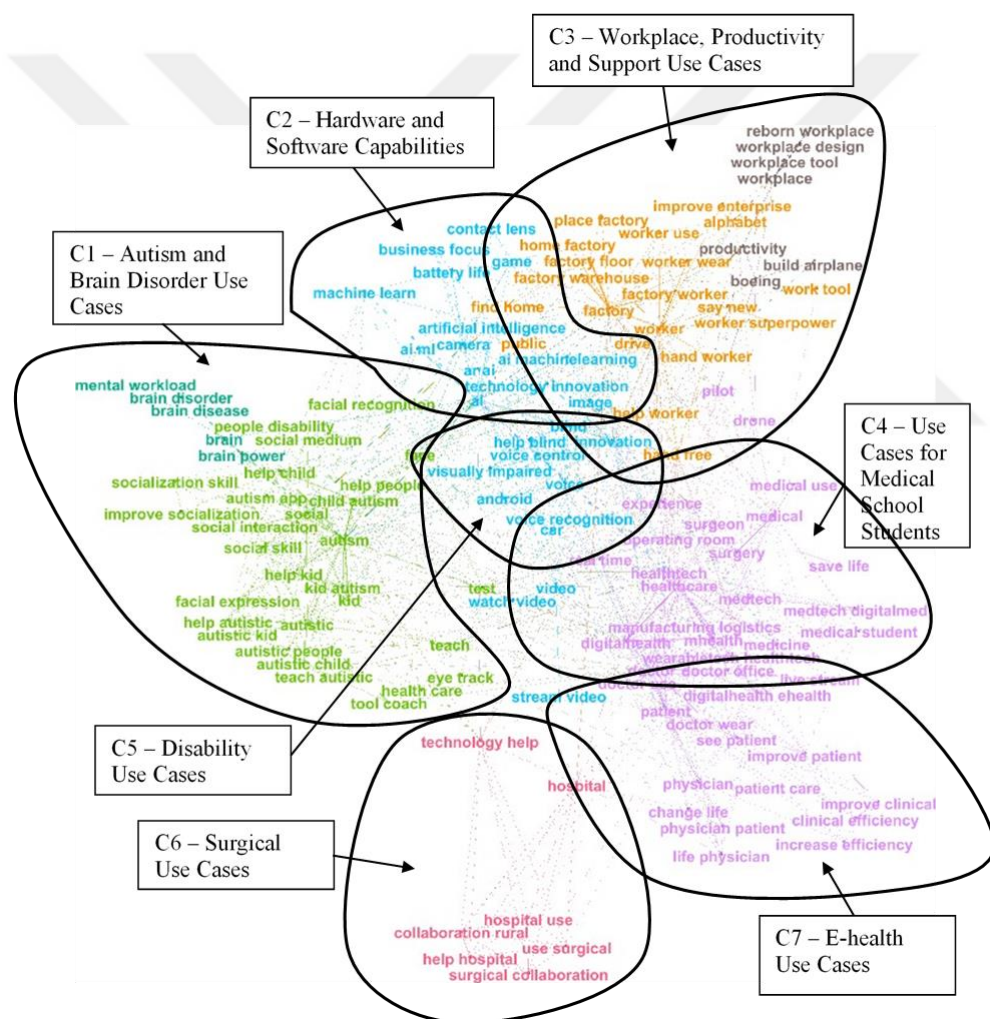 C3 – Workplace, Productivity
and Support Use Cases
C2 – Hardware and
Software Capabilities
C1 – Autism and
Brain Disorder Use
Cases
C4 – Use
Cases for
Medical
School
Students
C5 – Disability
Use Cases
C6 – Surgical
Use Cases
C7 – E-health
Use Cases
reborn workplace
workplace design
workplace tool
workplace
improve enterprise
place factory
alphabet
worker use
contact lens
home factory
productivity
business focus
game
factory floor
worker wear
build airplane
battery life
factory warehouse
boeing
work tool
machine learn
factory worker
find home
factory
say new
artificial intelligence
worker
worker superpower
ai ml
camera
public
drive
ai machinelearning
hand worker
an ai
technology innovation
pilot
mental workload
ai
image
brain disorder
facial recognition
help worker
brain disease
drone
people disability
blind
brain
social medium
help blind
innovation
brain power
face
voice control
hand free
help child
visually impaired
socialization skill
help people
voice
medical use
autism app
child autism
android
experience
improve socialization
social
voice recognition
surgeon
medical
social interaction
car
autism
operating room
social skill
surgery
save life
help kid
healthtech
kid autism
test
video
healthcare
facial expression
kid
watch video
medtech
medtech digitalmed
help autistic
autistic
manufacturing logistics
medical student
autistic kid
digitalhealth
mhealth
medicine
autistic people
teach
autistic child
doctor office
teach autistic
eye track
live stream
health care
digitalhealth ehealth
tool coach
stream video
patient
doctor wear
technology help
see patient
improve patient
hospital
physician
patient care
change life
improve clinical
physician patient
clinical efficiency
life physician
increase efficiency
hospital use
collaboration rural
use surgical
help hospital
surgical collaboration